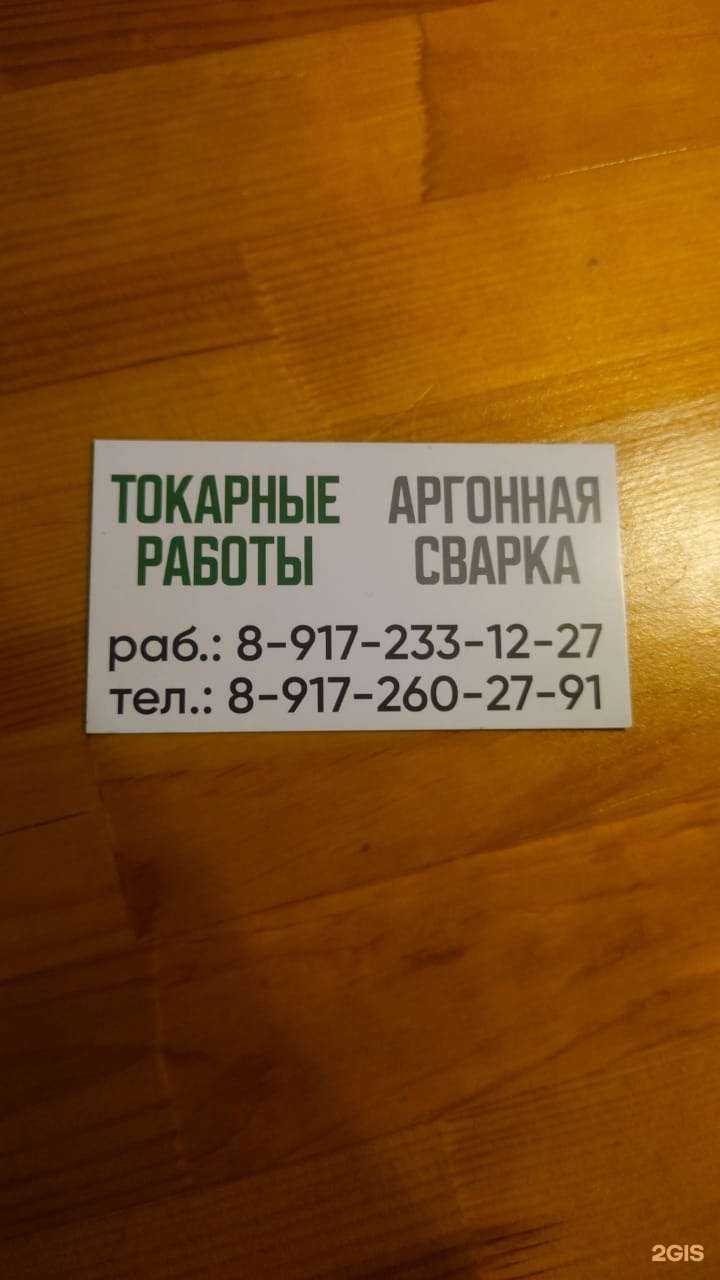 ТОКАРНЫЕ РАБОТЫ
АРГОННАЯ СВАРКА
раб.: 8-917-233-12-27
тел.: 8-917-260-27-91
2GIS